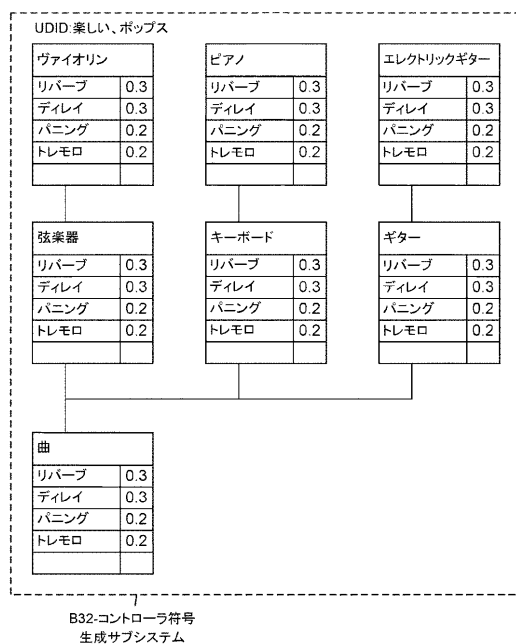 UDID:楽しい、ポップス
ヴァイオリン
リバーブ 0.3
ディレイ 0.3
パニング 0.2
トレモロ 0.2
ピアノ
リバーブ 0.3
ディレイ 0.3
パニング 0.2
トレモロ 0.2
エレクトリックギター
リバーブ 0.3
ディレイ 0.3
パニング 0.2
トレモロ 0.2
弦楽器
リバーブ 0.3
ディレイ 0.3
パニング 0.2
トレモロ 0.2
キーボード
リバーブ 0.3
ディレイ 0.3
パニング 0.2
トレモロ 0.2
ギター
リバーブ 0.3
ディレイ 0.3
パニング 0.2
トレモロ 0.2
曲
リバーブ 0.3
ディレイ 0.3
パニング 0.2
トレモロ 0.2
B32-コントローラ符号
生成サブシステム